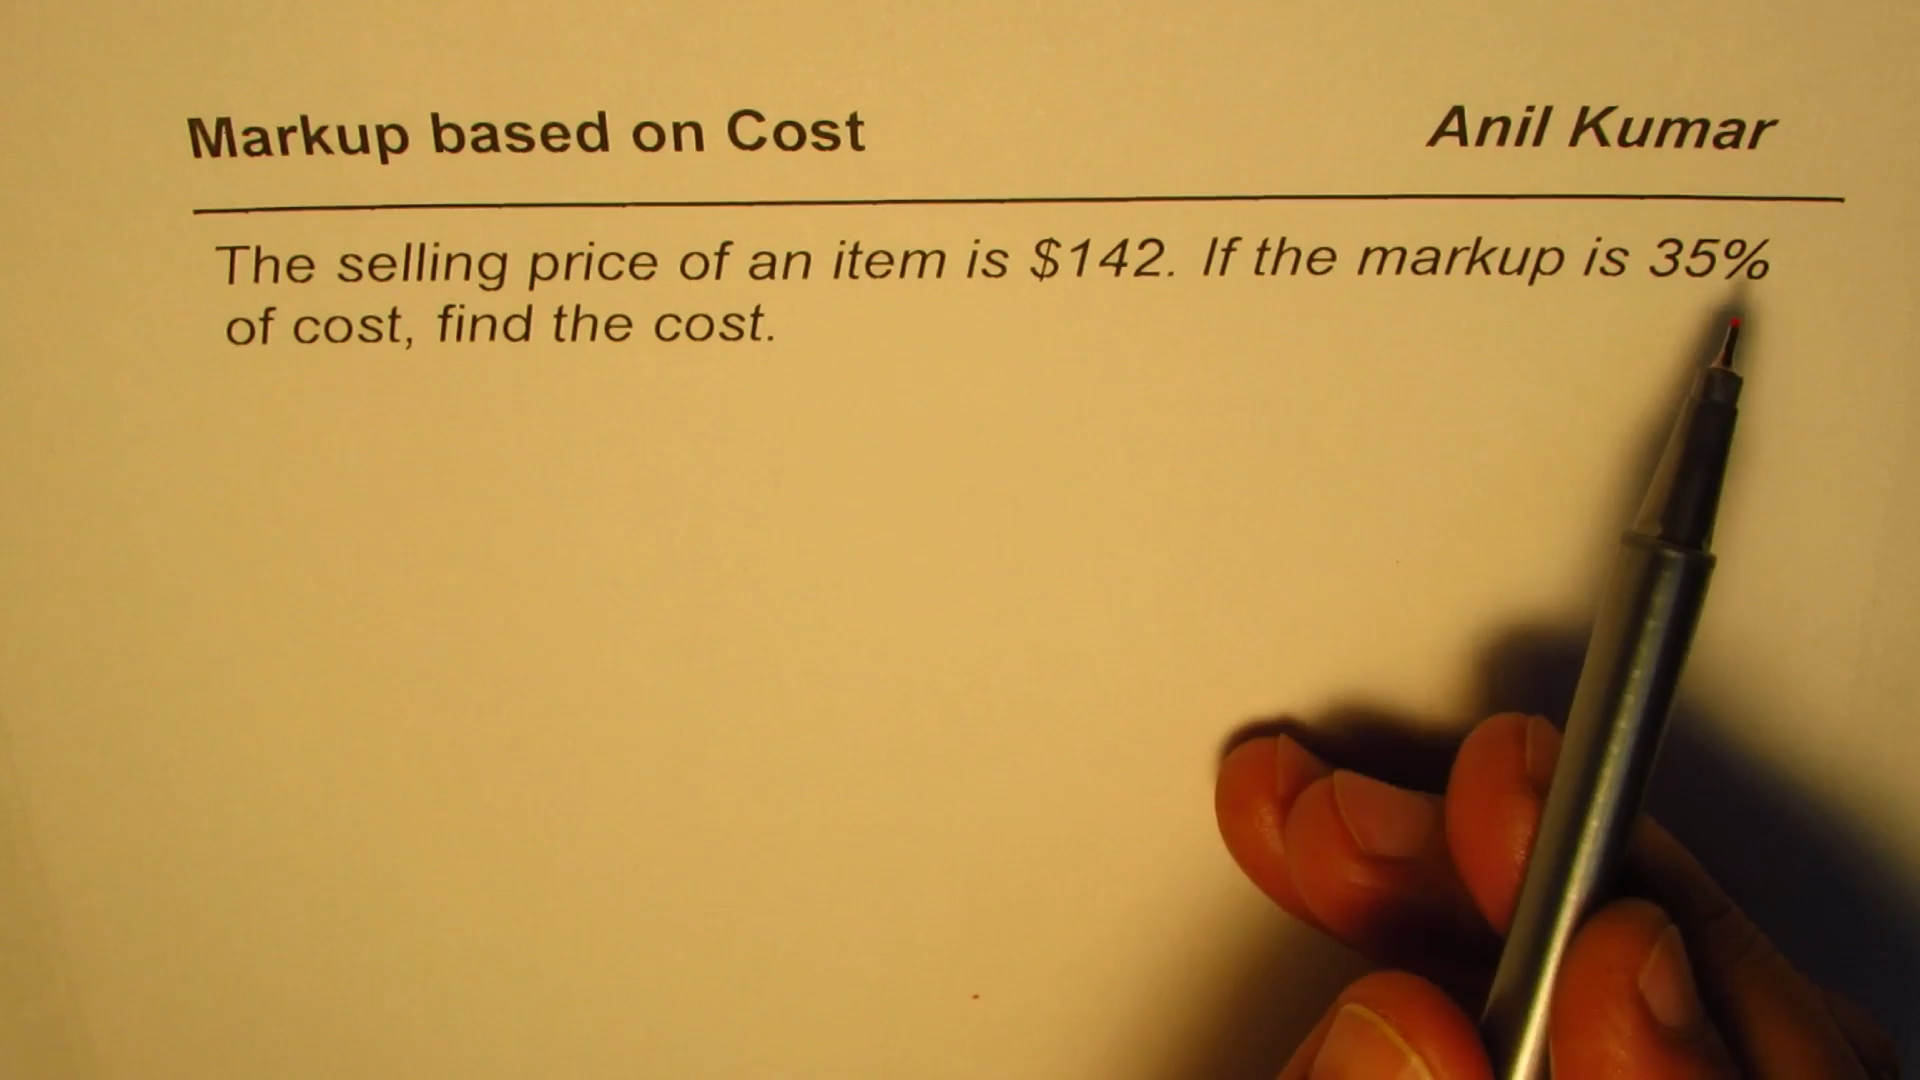 Markup based on Cost
Anil Kumar
The selling price of an item is $142. If the markup is 35%
of cost, find the cost.